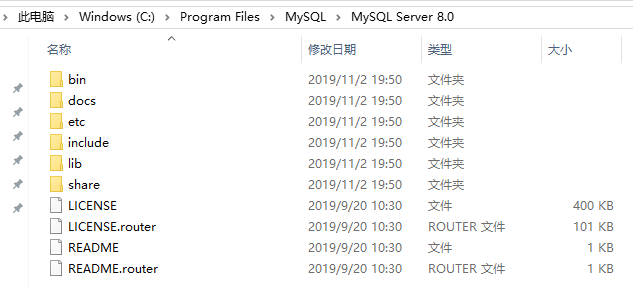 此电脑 > Windows (C:) > Program Files > MySQL > MySQL Server 8.0
名称 修改日期 类型 大小
bin 2019/11/2 19:50 文件夹
docs 2019/11/2 19:50 文件夹
etc 2019/11/2 19:50 文件夹
include 2019/11/2 19:50 文件夹
lib 2019/11/2 19:50 文件夹
share 2019/11/2 19:50 文件夹
LICENSE 2019/9/20 10:30 文件 400 KB
LICENSE.router 2019/9/20 10:30 ROUTER 文件 101 KB
README 2019/9/20 10:30 文件 1 KB
README.router 2019/9/20 10:30 ROUTER 文件 1 KB